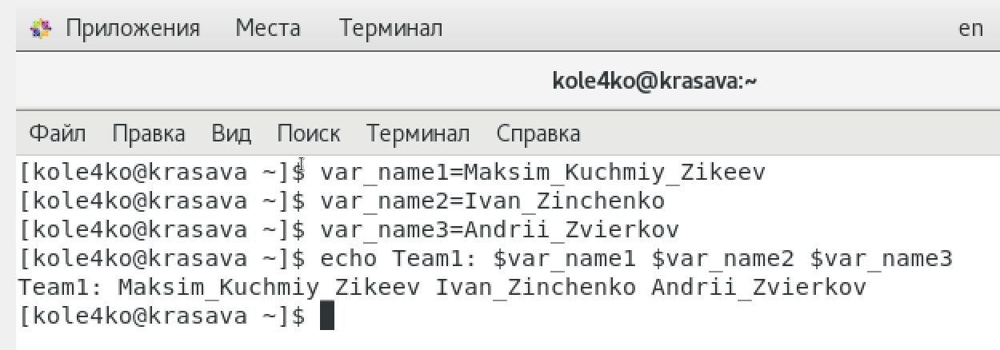 Приложения Места Терминал en
kole4ko@krasava:~
Файл Правка Вид Поиск Терминал Справка
[kole4ko@krasava ~]$ var_name1=Maksim_Kuchmiy_Zikeev
[kole4ko@krasava ~]$ var_name2=Ivan_Zinchenko
[kole4ko@krasava ~]$ var_name3=Andrii_Zvierkov
[kole4ko@krasava ~]$ echo Team1: $var_name1 $var_name2 $var_name3
Team1: Maksim_Kuchmiy_Zikeev Ivan_Zinchenko Andrii_Zvierkov
[kole4ko@krasava ~]$